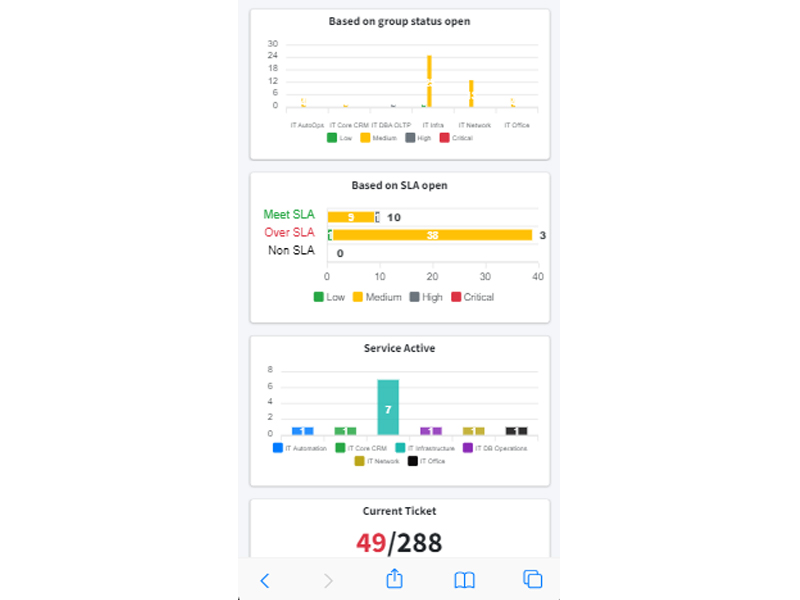 Based on group status open
30
24
18
12
6
0
IT AutoOps IT Core CRM IT DBA OLTP IT Infra IT Network IT Office
Low Medium High Critical
Based on SLA open
Meet SLA 9 1 10
Over SLA 1 38 3
Non SLA 0
0 10 20 30 40
Low Medium High Critical
Service Active
8
6
4
2
0
7
1 1 1 1 1
IT Automation IT Core CRM IT Infrastructure IT DB Operations
IT Network IT Office
Current Ticket
49/288